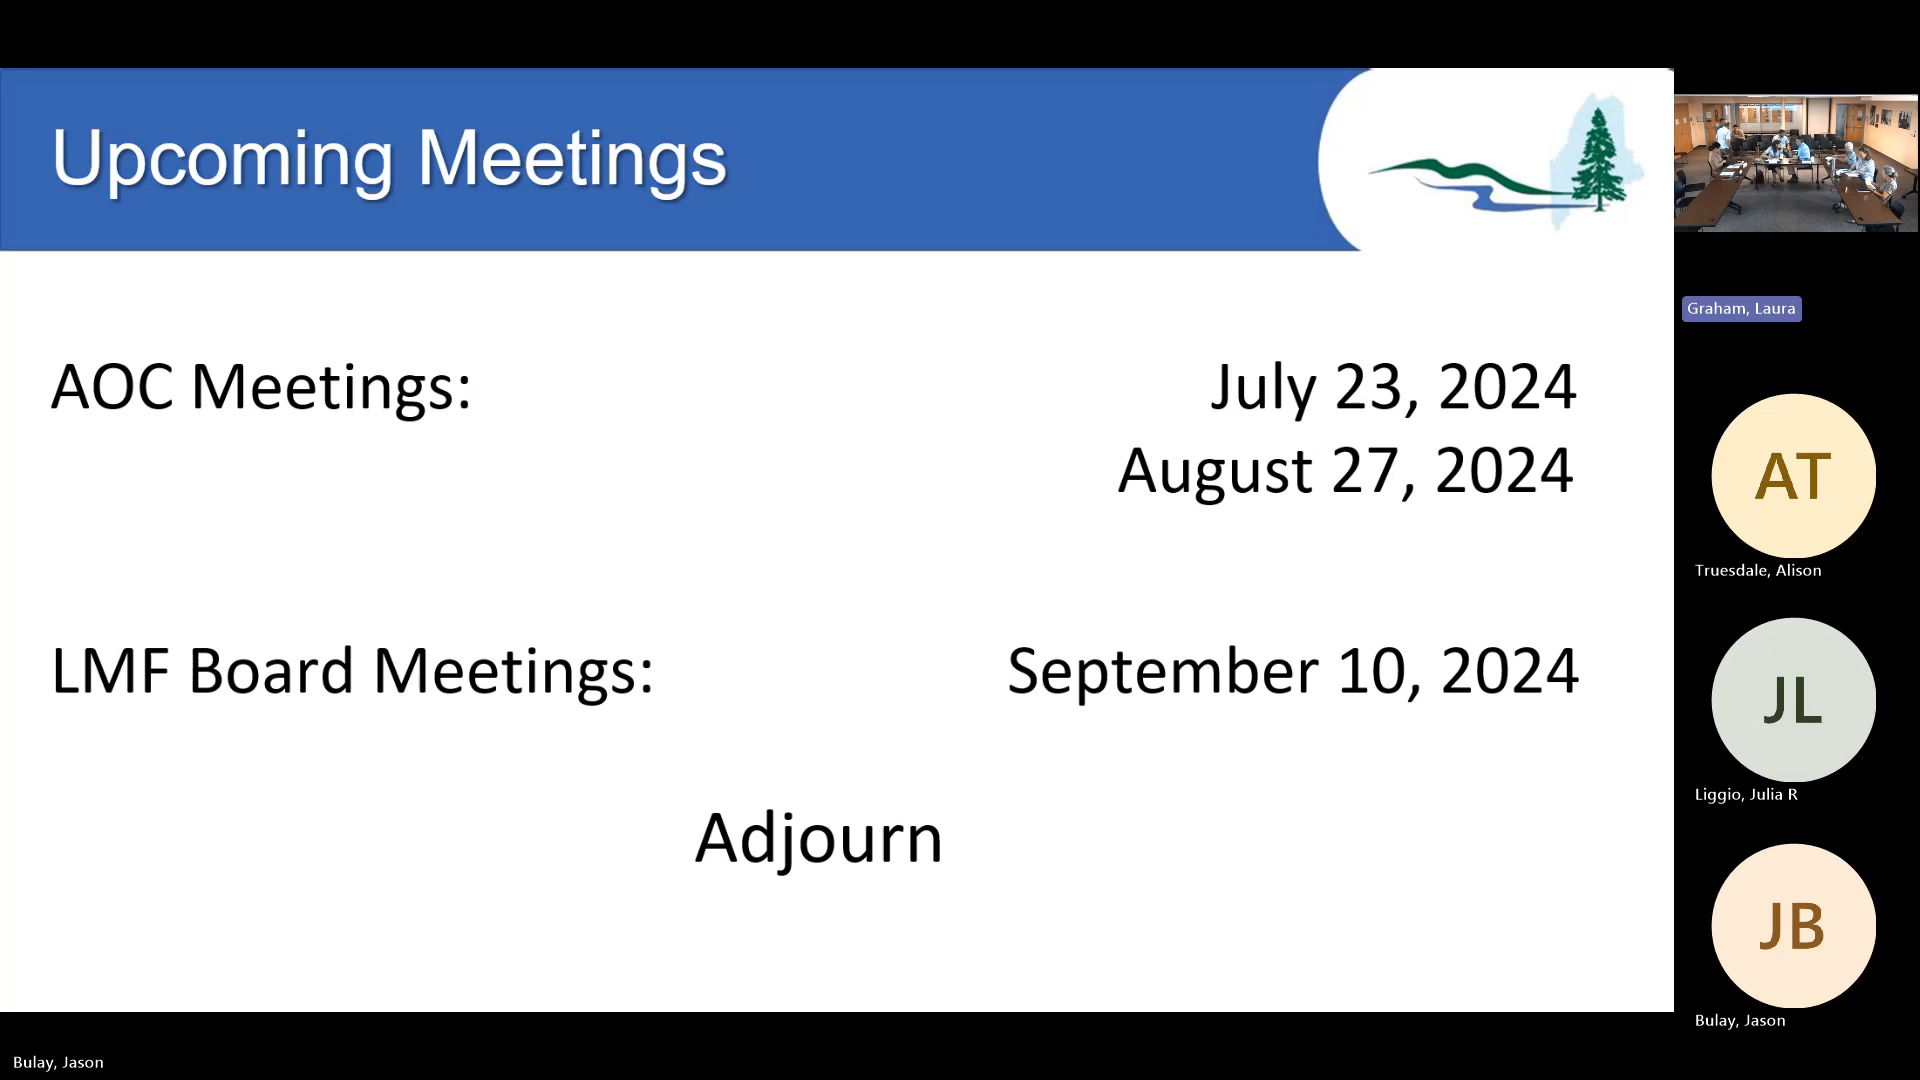 Upcoming Meetings
AOC Meetings: July 23, 2024
August 27, 2024
LMF Board Meetings: September 10, 2024
Adjourn
Graham, Laura
AT
Truesdale, Alison
JL
Liggio, Julia R
JB
Bulay, Jason
Bulay, Jason